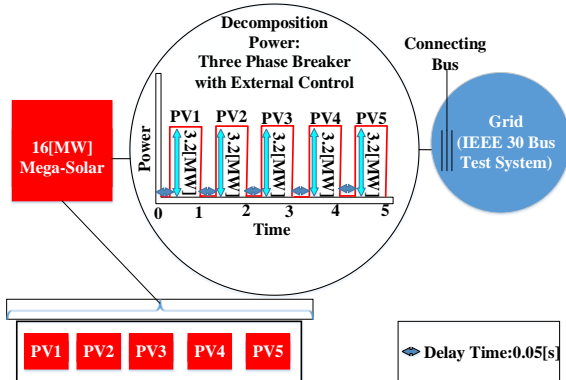 Decomposition
Power:
Three Phase Breaker
with External Control
Connecting
Bus
16[MW]
Mega-Solar
Power
PV1 PV2 PV3 PV4 PV5
3.2[MW] 3.2[MW] 3.2[MW] 3.2[MW] 3.2[MW]
0 1 2 3 4 5
Time
Grid
(IEEE 30 Bus
Test System)
PV1 PV2 PV3 PV4 PV5
Delay Time:0.05[s]